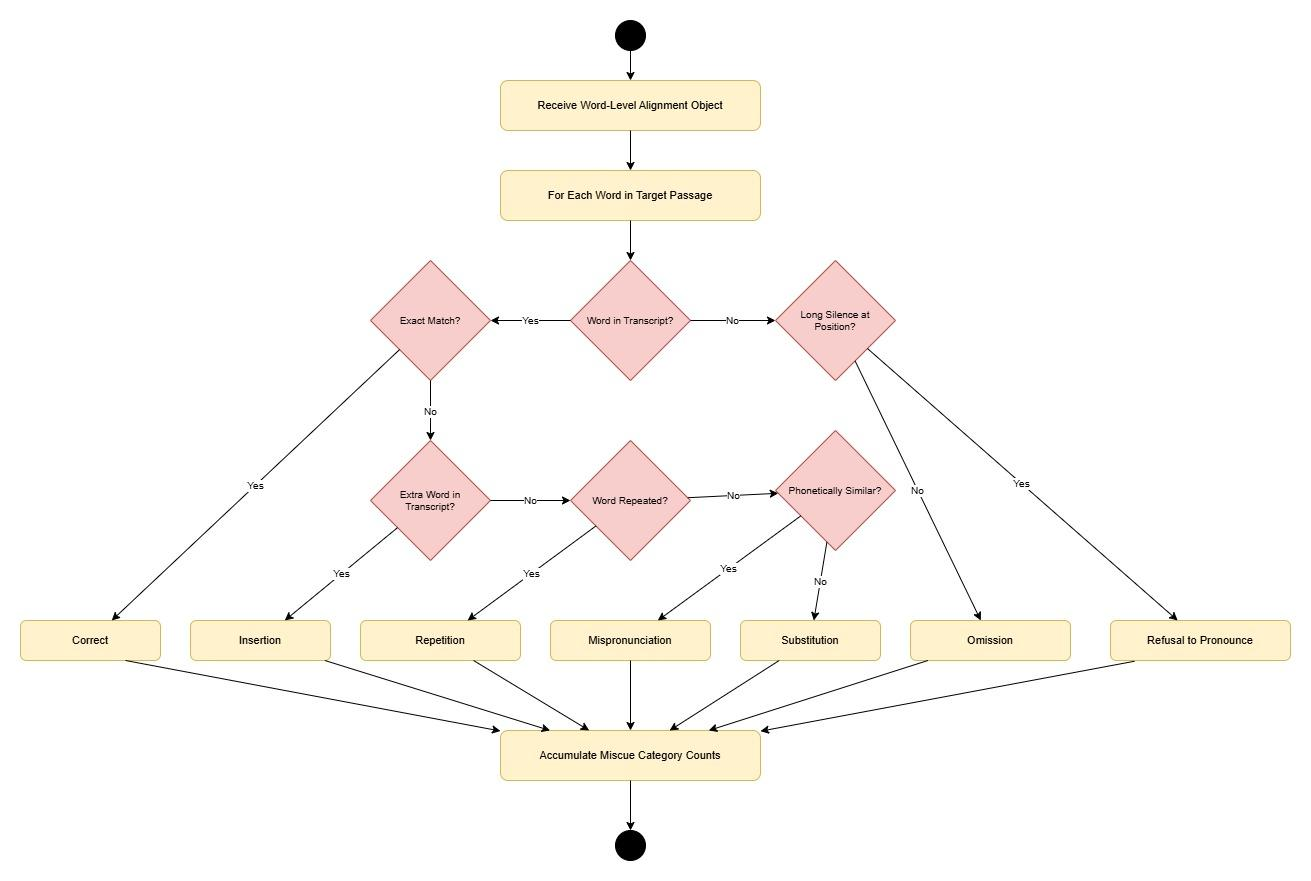 Receive Word-Level Alignment Object
For Each Word in Target Passage
Exact Match?
Yes
Word in Transcript?
No
Long Silence at
Position?
No
Yes
Extra Word in
Transcript?
No
Word Repeated?
No
Phonetically Similar?
No
Yes
Yes
Yes
Yes
No
Correct
Insertion
Repetition
Mispronunciation
Substitution
Omission
Refusal to Pronounce
Accumulate Miscue Category Counts